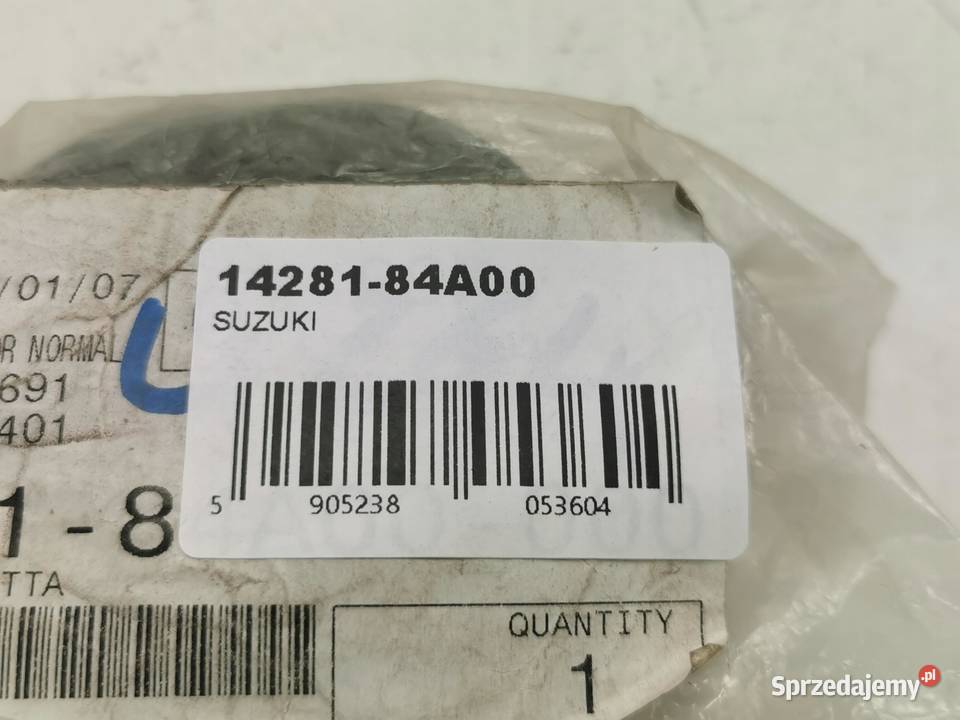 /01/07
14281-84A00
SUZUKI
OR NORMAL
691
401
5 905238 053604
1-8
TTA
QUANTITY
1
Sprzedajemy.pl